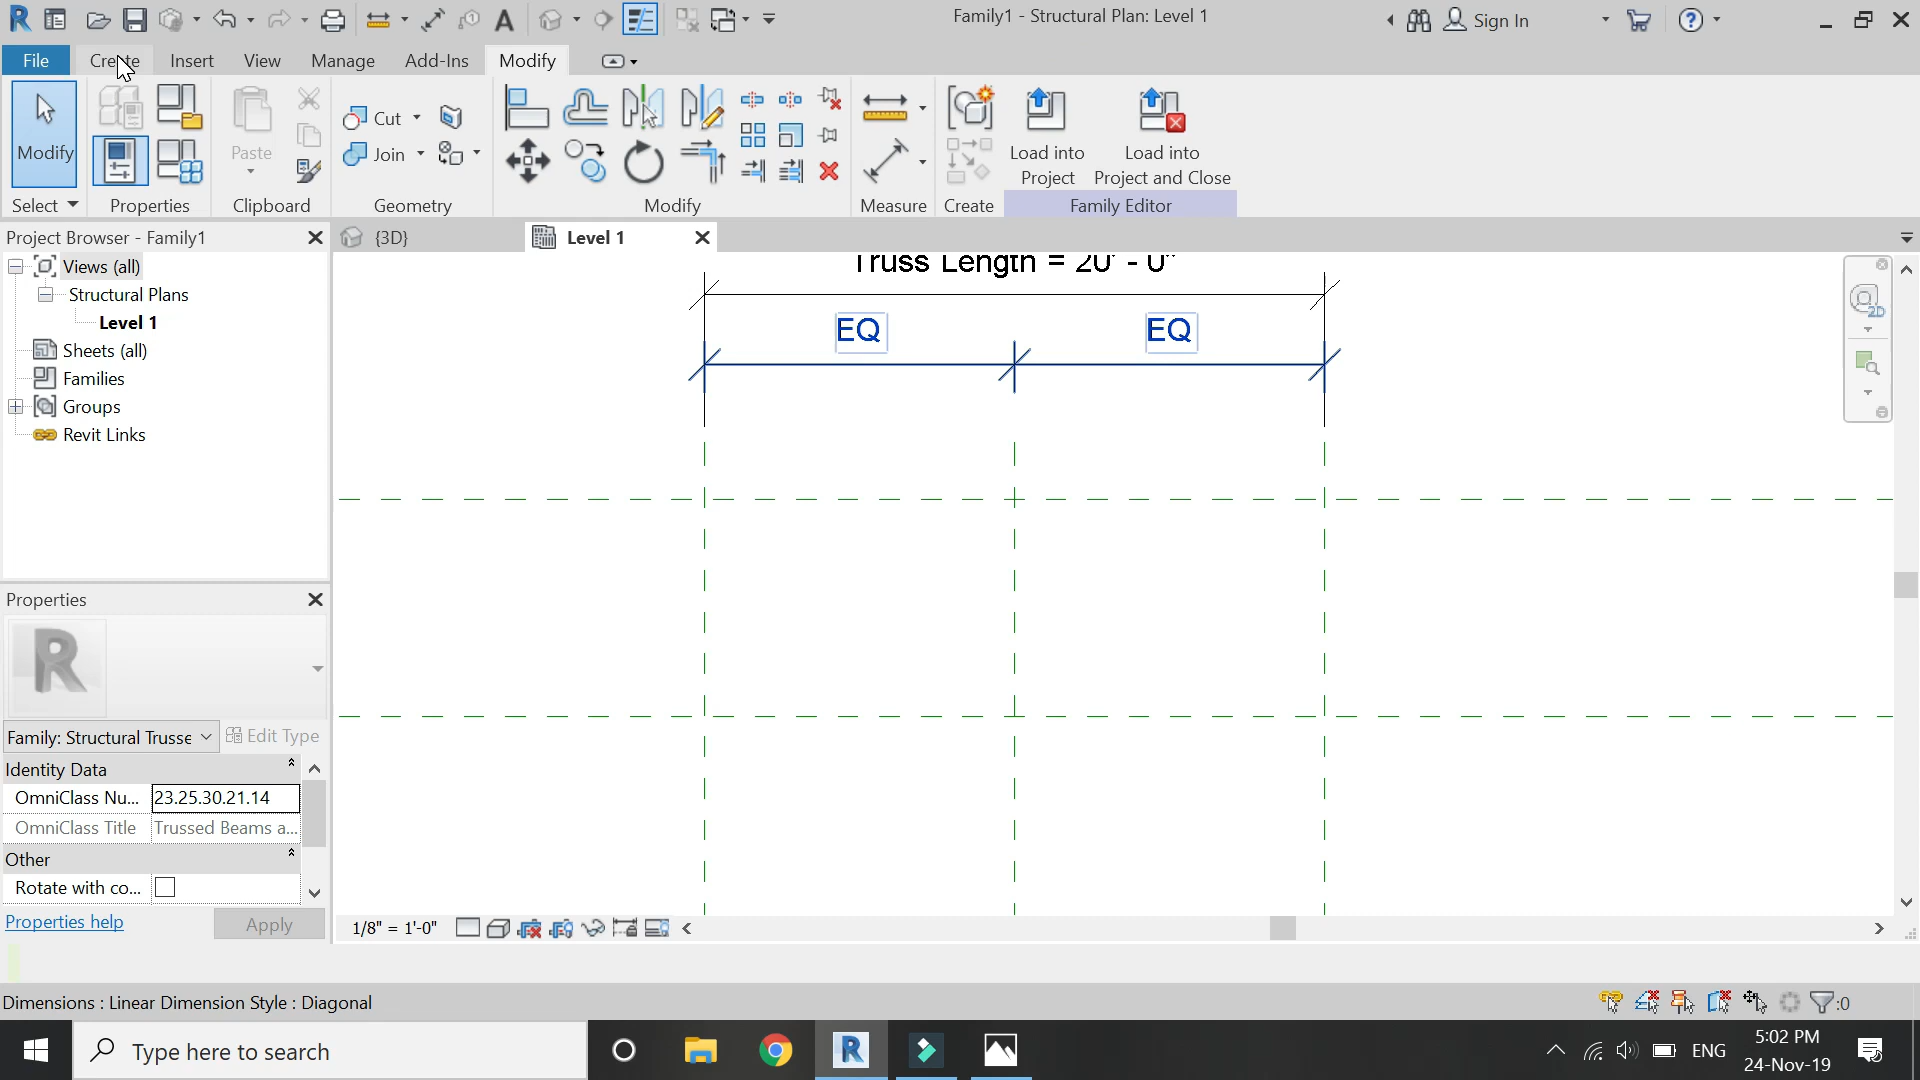 Family1 - Structural Plan: Level 1
Sign In
File
Create
Insert
View
Manage
Add-Ins
Modify
Modify
Paste
Cut
Join
Load into
Project
Load into
Project and Close
Select
Properties
Clipboard
Geometry
Modify
Measure
Create
Family Editor
Project Browser - Family1
{3D}
Level 1
Views (all)
Structural Plans
Level 1
Sheets (all)
Families
Groups
Revit Links
Truss Length = 20' - 0"
EQ
EQ
2D
Properties
Family: Structural Trusse
Edit Type
Identity Data
OmniClass Nu...
23.25.30.21.14
OmniClass Title
Trussed Beams a...
Other
Rotate with co...
Properties help
Apply
1/8" = 1'-0"
Dimensions : Linear Dimension Style : Diagonal
:0
Type here to search
ENG
5:02 PM
24-Nov-19